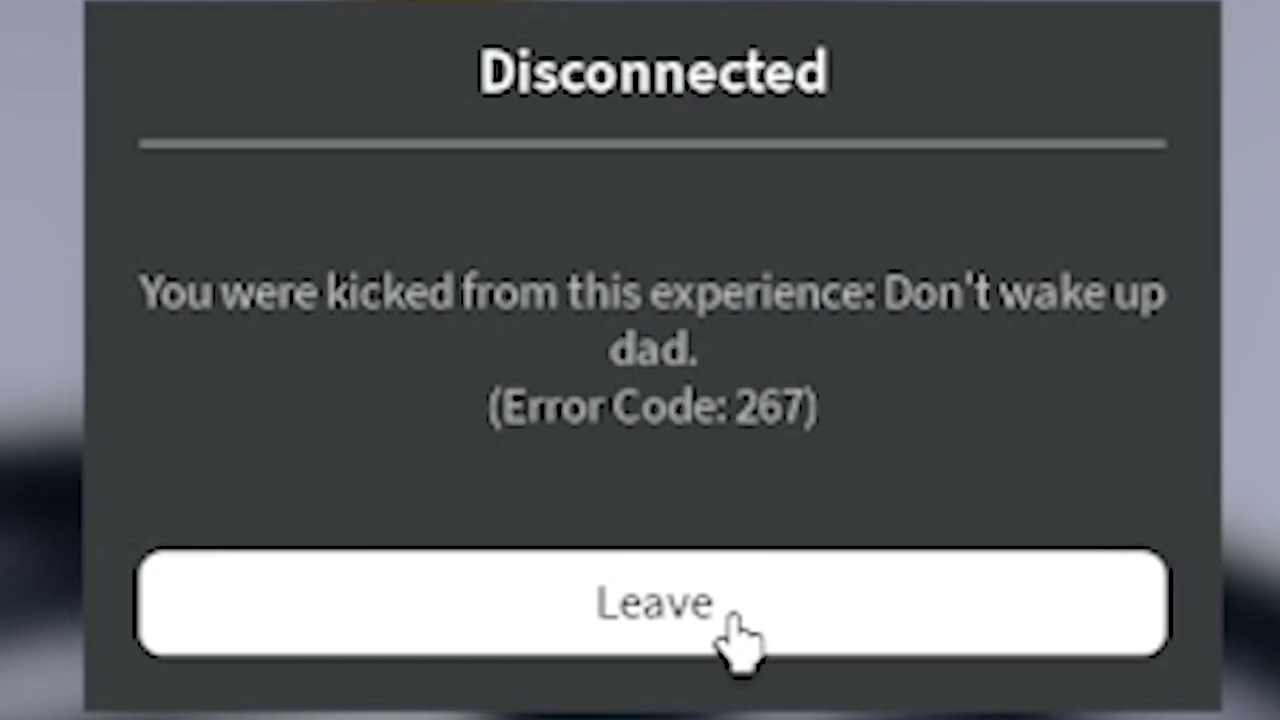 Disconnected
You were kicked from this experience: Don't wake up
dad.
(Error Code: 267)
Leave